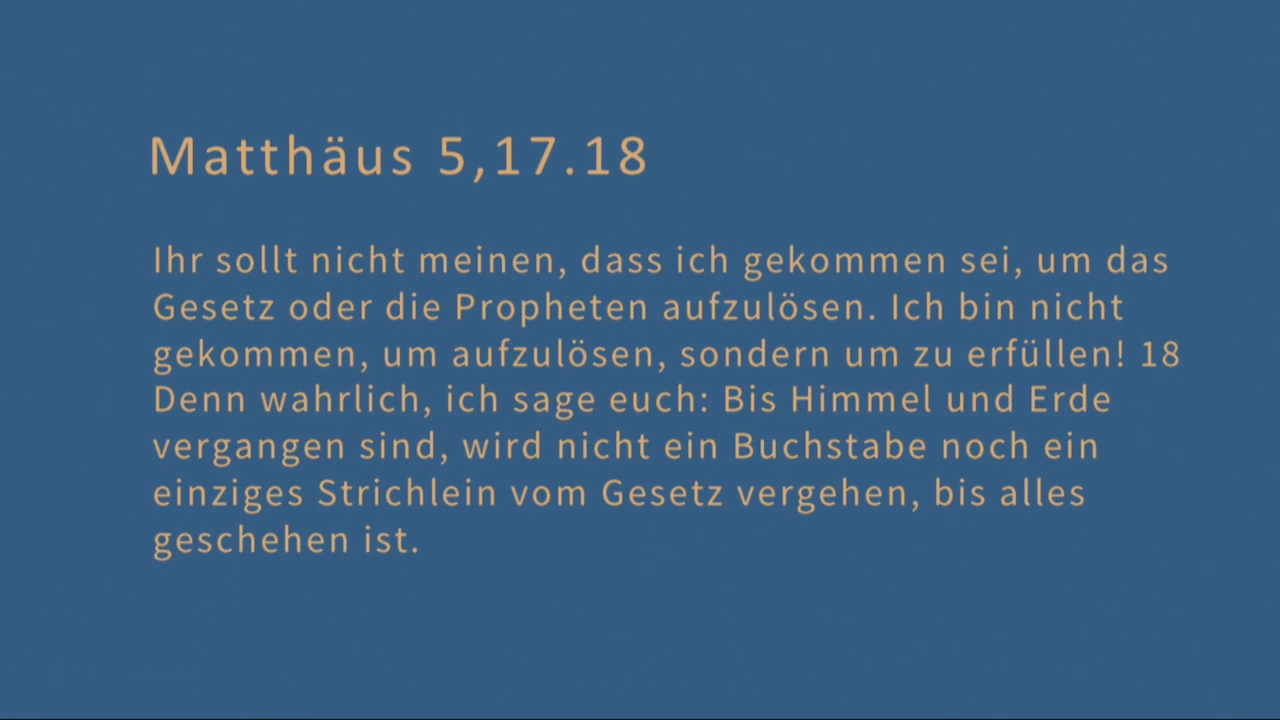 Matthäus 5,17.18
Ihr sollt nicht meinen, dass ich gekommen sei, um das
Gesetz oder die Propheten aufzulösen. Ich bin nicht
gekommen, um aufzulösen, sondern um zu erfüllen! 18
Denn wahrlich, ich sage euch: Bis Himmel und Erde
vergangen sind, wird nicht ein Buchstabe noch ein
einziges Strichlein vom Gesetz vergehen, bis alles
geschehen ist.